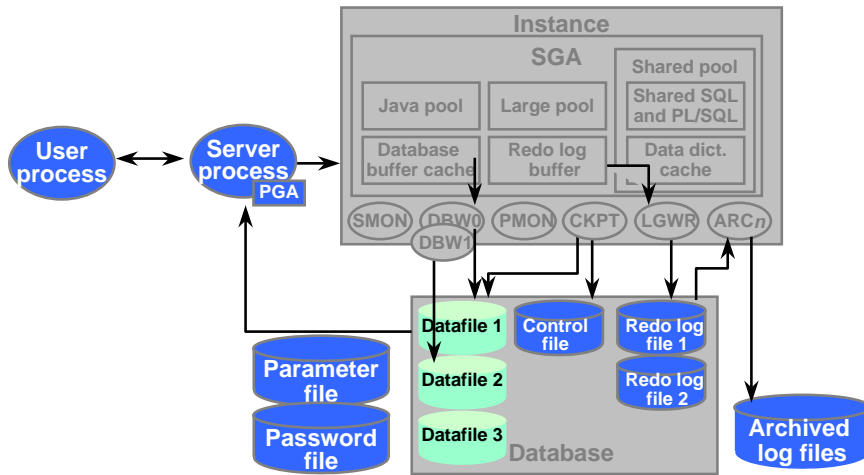 Instance
SGA
Shared pool
Java pool
Large pool
Shared SQL
and PL/SQL
Database
buffer cache
Redo log
buffer
Data dict.
cache
User
process
Server
process
PGA
SMON
DBW0
PMON
CKPT
LGWR
ARCn
DBW1
Datafile 1
Control
file
Redo log
file 1
Parameter
file
Datafile 2
Redo log
file 2
Password
file
Datafile 3
Database
Archived
log files